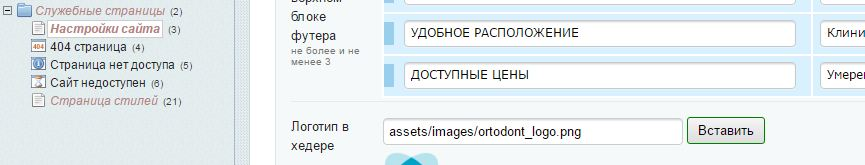 Служебные страницы (2)
Настройки сайта (3)
404 страница (4)
Страница нет доступа (5)
Сайт недоступен (6)
Страница стилей (21)
верхнем
блоке
футера
не более и не
менее 3
УДОБНОЕ РАСПОЛОЖЕНИЕ
Клини
ДОСТУПНЫЕ ЦЕНЫ
Умерен
Логотип в
хедере
assets/images/ortodont_logo.png
Вставить